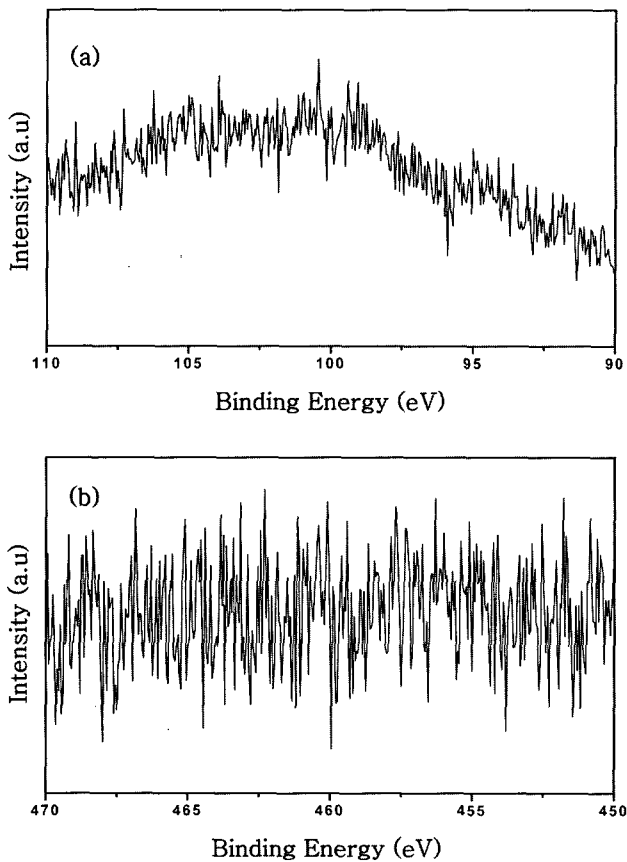 (a)
Intensity (a.u)
110 105 100 95 90
Binding Energy (eV)
(b)
Intensity (a.u)
470 465 460 455 450
Binding Energy (eV)